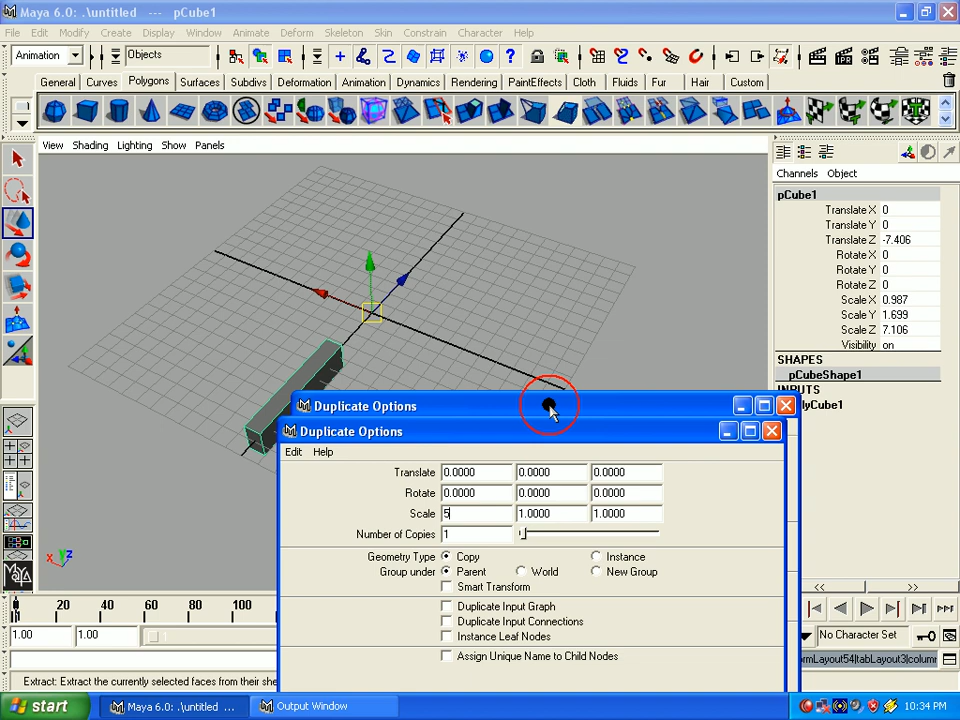 Maya 6.0: .\untitled --- pCube1
File Edit Modify Create Display Window Animate Deform Skeleton Skin Constrain Character Help
Animation Objects
General Curves Polygons Surfaces Subdivs Deformation Animation Dynamics Rendering PaintEffects Cloth Fluids Fur Hair Custom
View Shading Lighting Show Panels
Channels Object
pCube1
Translate X 0
Translate Y 0
Translate Z -7.406
Rotate X 0
Rotate Y 0
Rotate Z 0
Scale X 0.987
Scale Y 1.699
Scale Z 7.106
Visibility on
SHAPES
pCubeShape1
INPUTS
lyCube1
Duplicate Options
Duplicate Options
Edit Help
Translate 0.0000 0.0000 0.0000
Rotate 0.0000 0.0000 0.0000
Scale 5 1.0000 1.0000
Number of Copies 1
Geometry Type Copy Instance
Group under Parent World New Group
Smart Transform
Duplicate Input Graph
Duplicate Input Connections
Instance Leaf Nodes
Assign Unique Name to Child Nodes
x y z
MAYA
<< >>
20 40 60 80 100
1.00 1.00
No Character Set
ormLayout54|tabLayout3|column
Extract: Extract the currently selected faces from their she
start Maya 6.0: .\untitled ... Output Window 10:34 PM